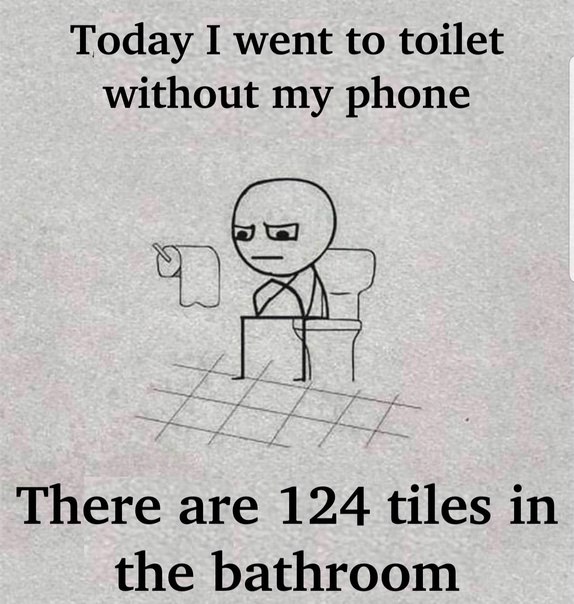 Today I went to toilet
without my phone
There are 124 tiles in
the bathroom